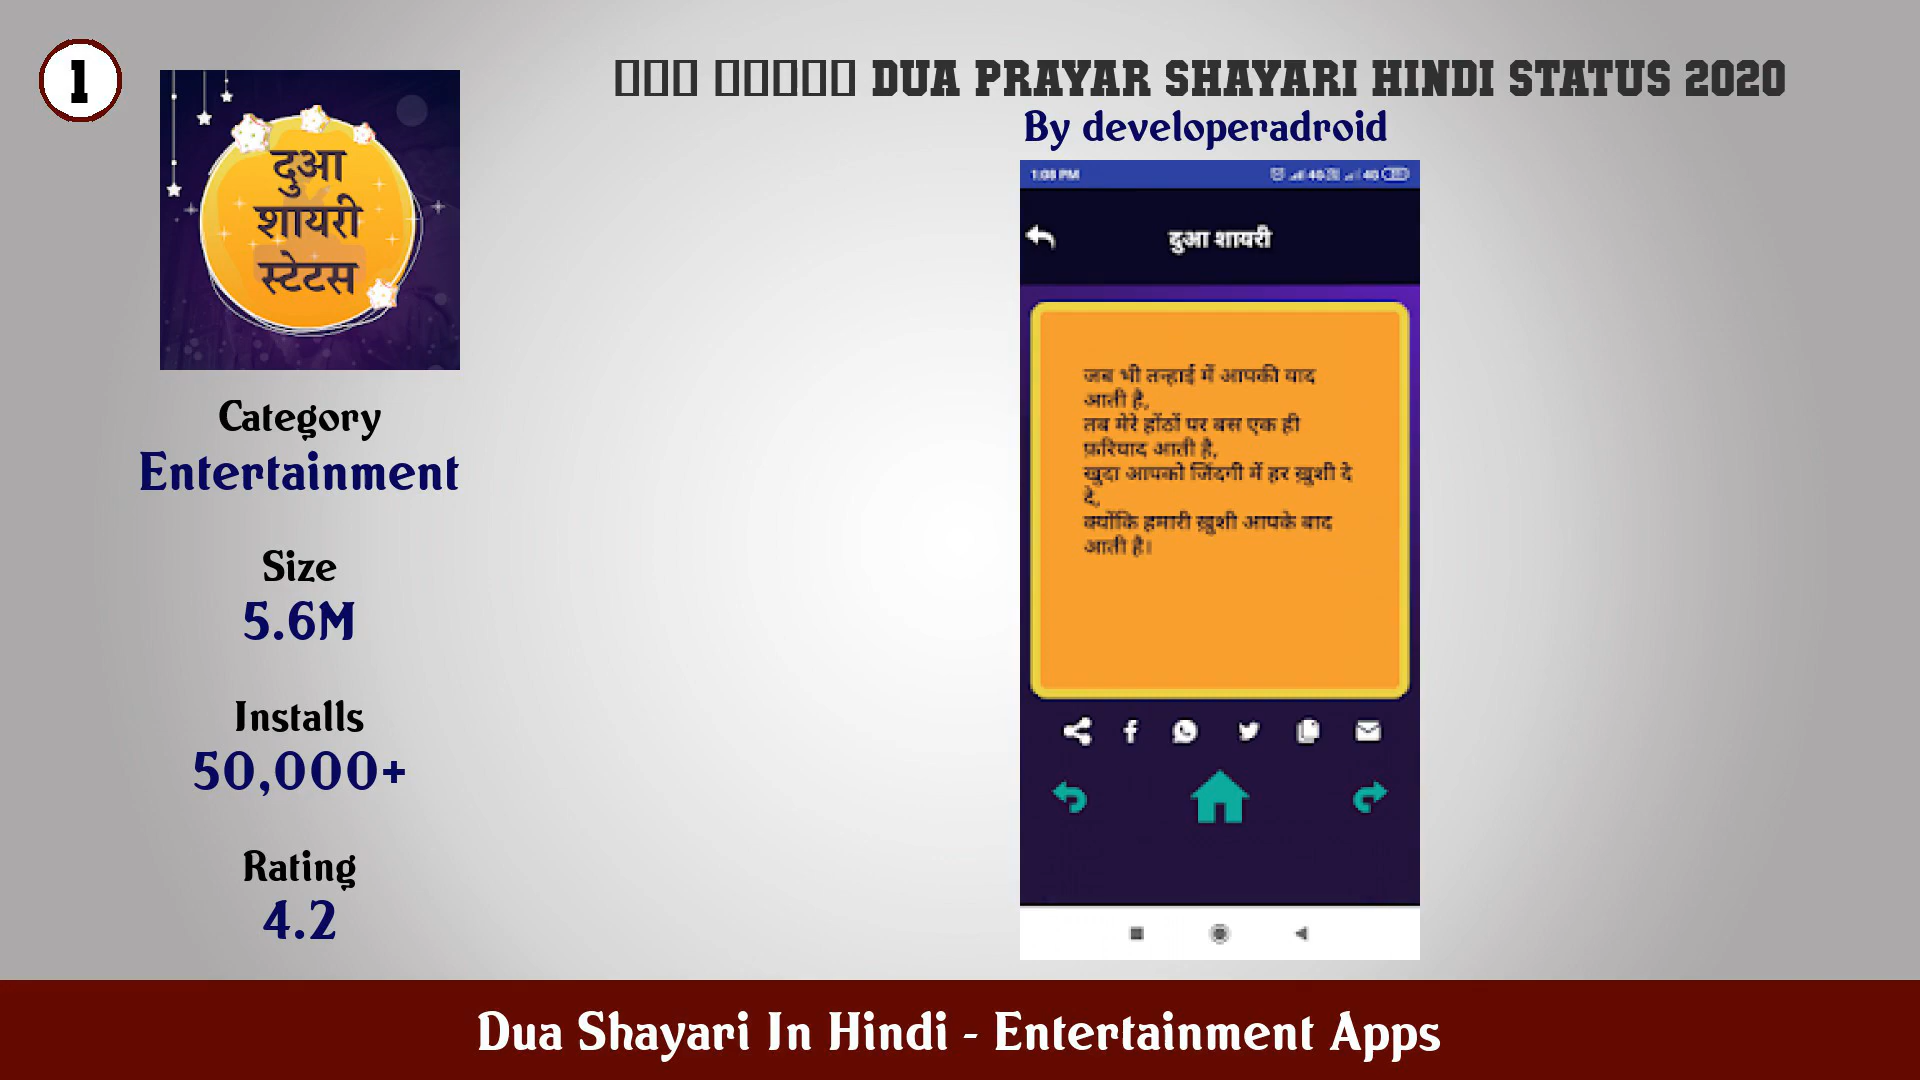 1
DUA PRAYAR SHAYARI HINDI STATUS 2020
By developeradroid
दुआ
शायरी
स्टेटस
Category
Entertainment
Size
5.6M
Installs
50,000+
Rating
4.2
1:08 PM
दुआ शायरी
जब भी तन्हाई में आपकी याद
आती है,
तब मेरे होंठों पर बस एक ही
फ़रियाद आती है,
खुदा आपको जिंदगी में हर ख़ुशी दे
दे,
क्योंकि हमारी ख़ुशी आपके बाद
आती है।
Dua Shayari In Hindi - Entertainment Apps